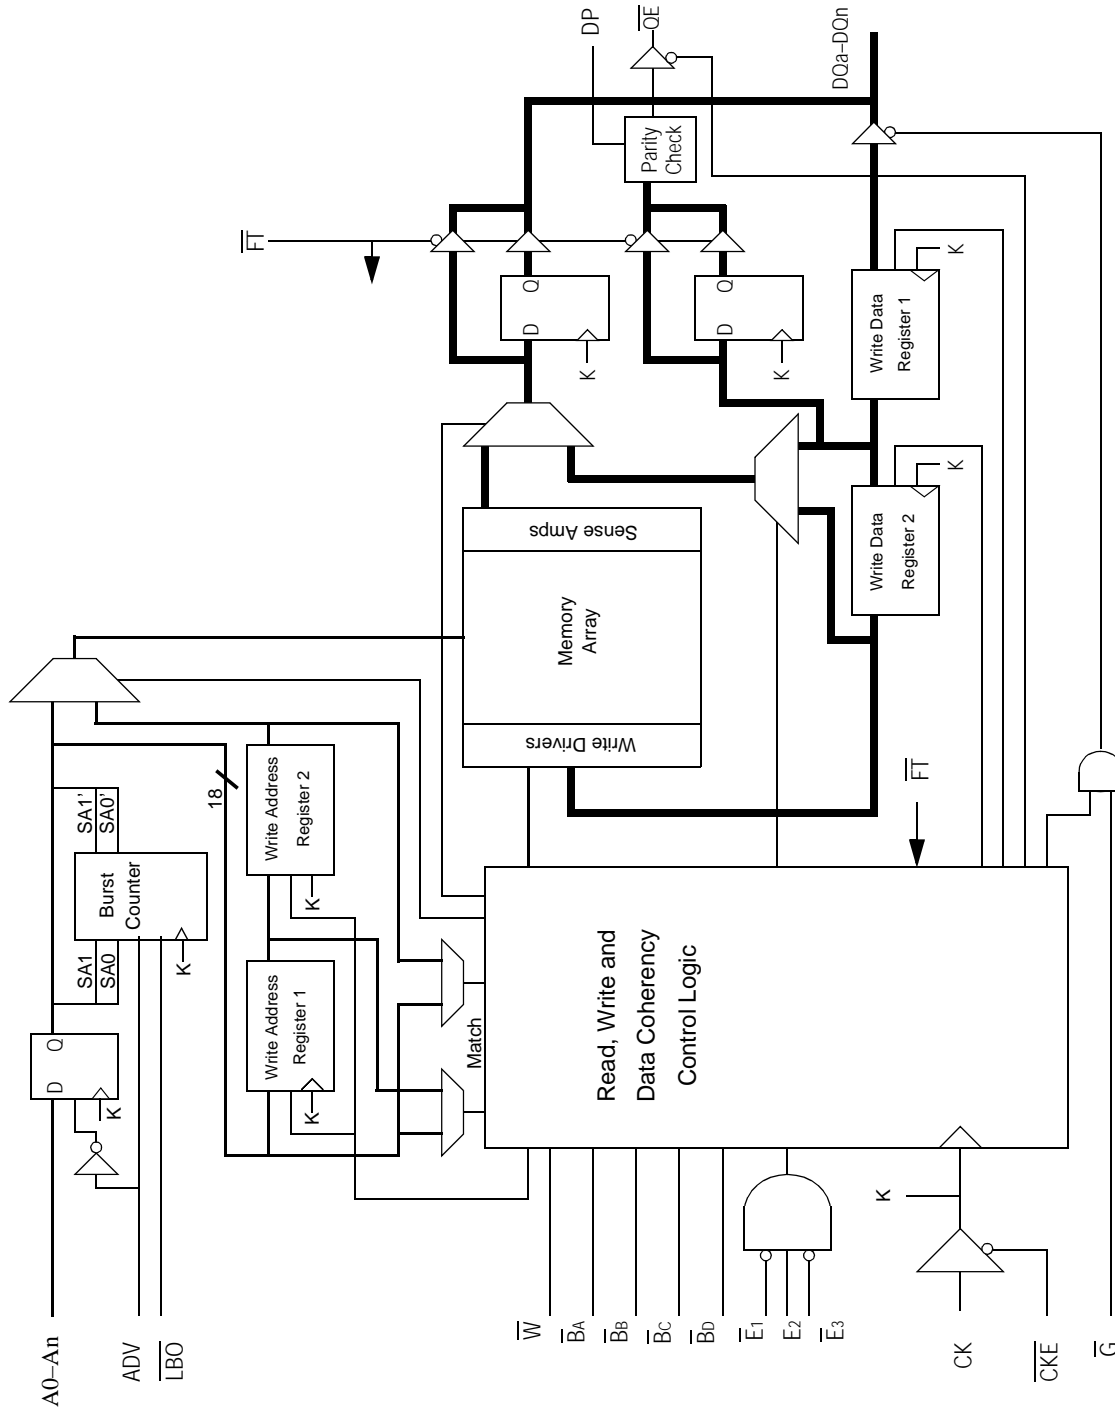 A0–An
D
Q
K
SA1
SA0
Burst
Counter
SA1'
SA0'
K
ADV
LBO
18
Write Address
Register 1
K
Write Address
Register 2
K
Match
Write Drivers
Memory
Array
Sense Amps
FT
D
Q
K
D
Q
K
Parity
Check
DP
QE
DQa–DQn
Write Data
Register 1
K
Write Data
Register 2
K
FT
Read, Write and
Data Coherency
Control Logic
W
BA
BB
BC
BD
E1
E2
E3
K
CK
CKE
G